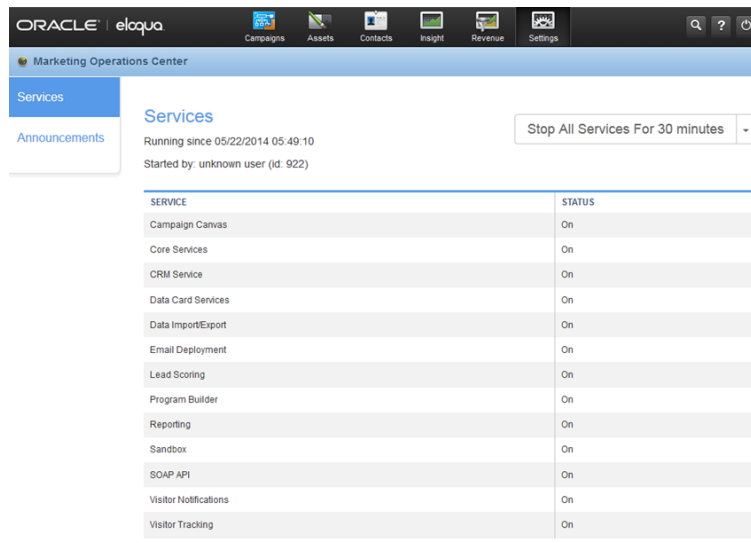 ORACLE | eloqua
Campaigns Assets Contacts Insight Revenue Settings
?
Marketing Operations Center
Services
Announcements
Services
Running since 05/22/2014 05:49:10
Started by: unknown user (id: 922)
Stop All Services For 30 minutes
SERVICE STATUS
Campaign Canvas On
Core Services On
CRM Service On
Data Card Services On
Data Import/Export On
Email Deployment On
Lead Scoring On
Program Builder On
Reporting On
Sandbox On
SOAP API On
Visitor Notifications On
Visitor Tracking On